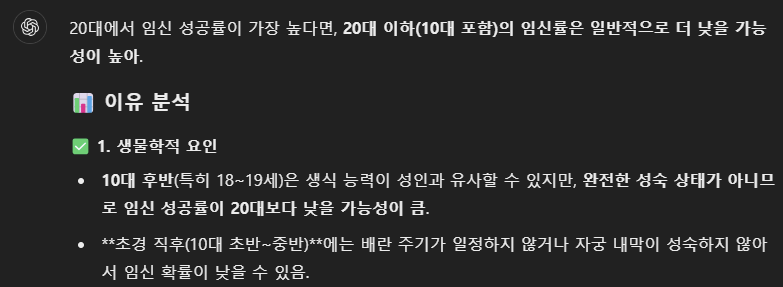 20대에서 임신 성공률이 가장 높다면, 20대 이하(10대 포함)의 임신률은 일반적으로 더 낮을 가능
성이 높아.
이유 분석
1. 생물학적 요인
• 10대 후반(특히 18~19세)은 생식 능력이 성인과 유사할 수 있지만, 완전한 성숙 상태가 아니므
로 임신 성공률이 20대보다 낮을 가능성이 큼.
• **초경 직후(10대 초반~중반)**에는 배란 주기가 일정하지 않거나 자궁 내막이 성숙하지 않아
서 임신 확률이 낮을 수 있음.